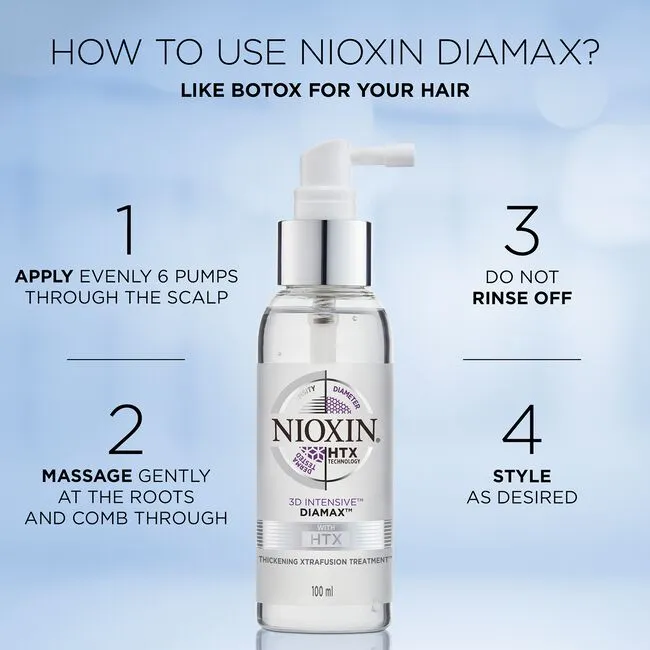 HOW TO USE NIOXIN DIAMAX?
LIKE BOTOX FOR YOUR HAIR
1
APPLY EVENLY 6 PUMPS
THROUGH THE SCALP
2
MASSAGE GENTLY
AT THE ROOTS
AND COMB THROUGH
3
DO NOT
RINSE OFF
4
STYLE
AS DESIRED
DIAMETER
NIOXIN®
HTX
TECHNOLOGY
DERMA
TESTED
3D INTENSIVE™
DIAMAX™
WITH
HTX
THICKENING XTRAFUSION TREATMENT™
100 ml